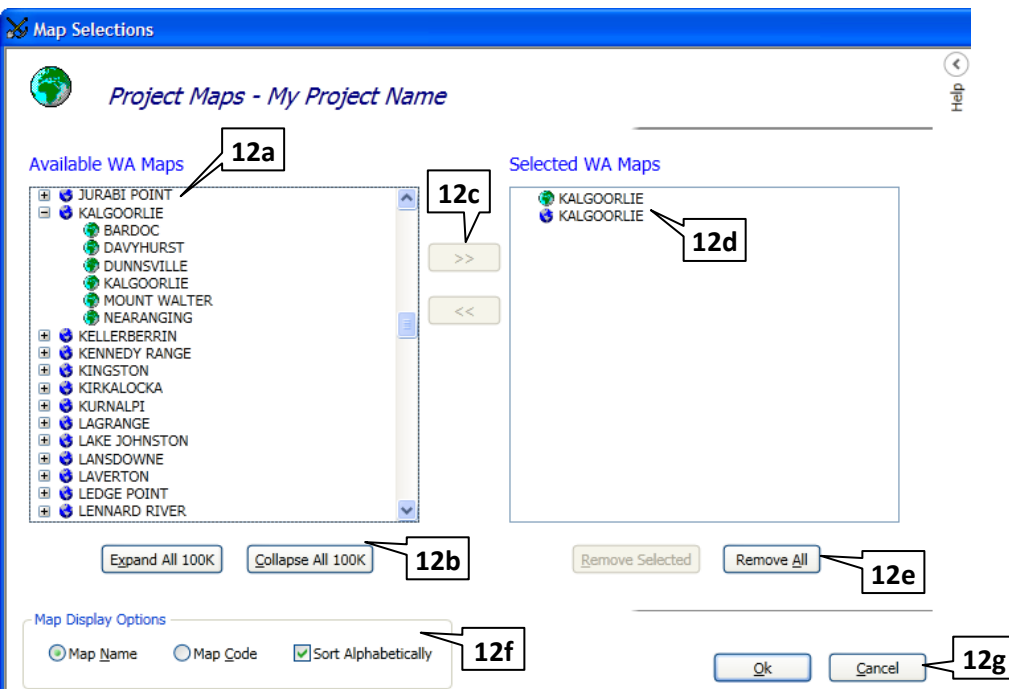 Map Selections
Help
Project Maps - My Project Name
12a
Available WA Maps
Selected WA Maps
JURABI POINT
KALGOORLIE
BARDOC
DAVYHURST
DUNNSVILLE
KALGOORLIE
MOUNT WALTER
NEARANGING
KELLERBERRIN
KENNEDY RANGE
KINGSTON
KIRKALOCKA
KURNALPI
LAGRANGE
LAKE JOHNSTON
LANSDOWNE
LAVERTON
LEDGE POINT
LENNARD RIVER
12c
>>
<<
KALGOORLIE
KALGOORLIE
12d
Expand All 100K
Collapse All 100K
12b
Remove Selected
Remove All
12e
Map Display Options
Map Name
Map Code
Sort Alphabetically
12f
Ok
Cancel
12g